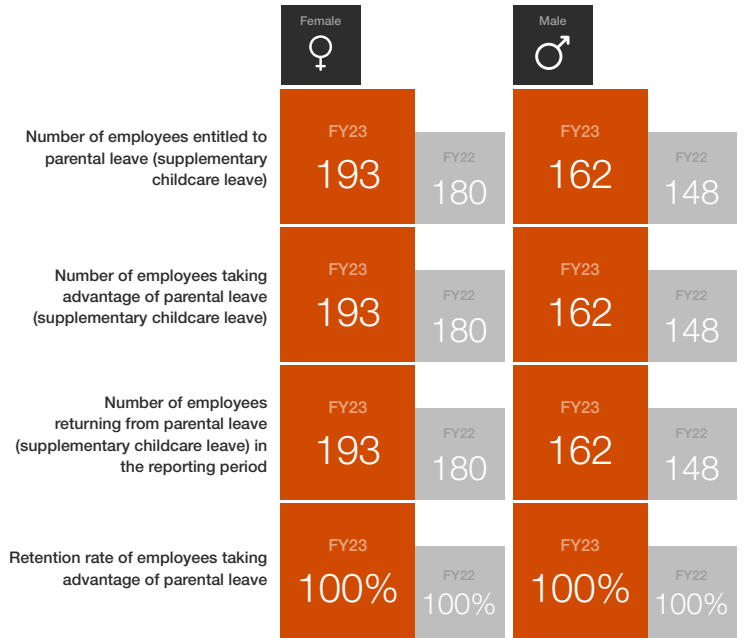 Female
Male
Number of employees entitled to
parental leave (supplementary
childcare leave)
FY23
193
FY22
180
FY23
162
FY22
148
Number of employees taking
advantage of parental leave
(supplementary childcare leave)
FY23
193
FY22
180
FY23
162
FY22
148
Number of employees
returning from parental leave
(supplementary childcare leave) in
the reporting period
FY23
193
FY22
180
FY23
162
FY22
148
Retention rate of employees taking
advantage of parental leave
FY23
100%
FY22
100%
FY23
100%
FY22
100%